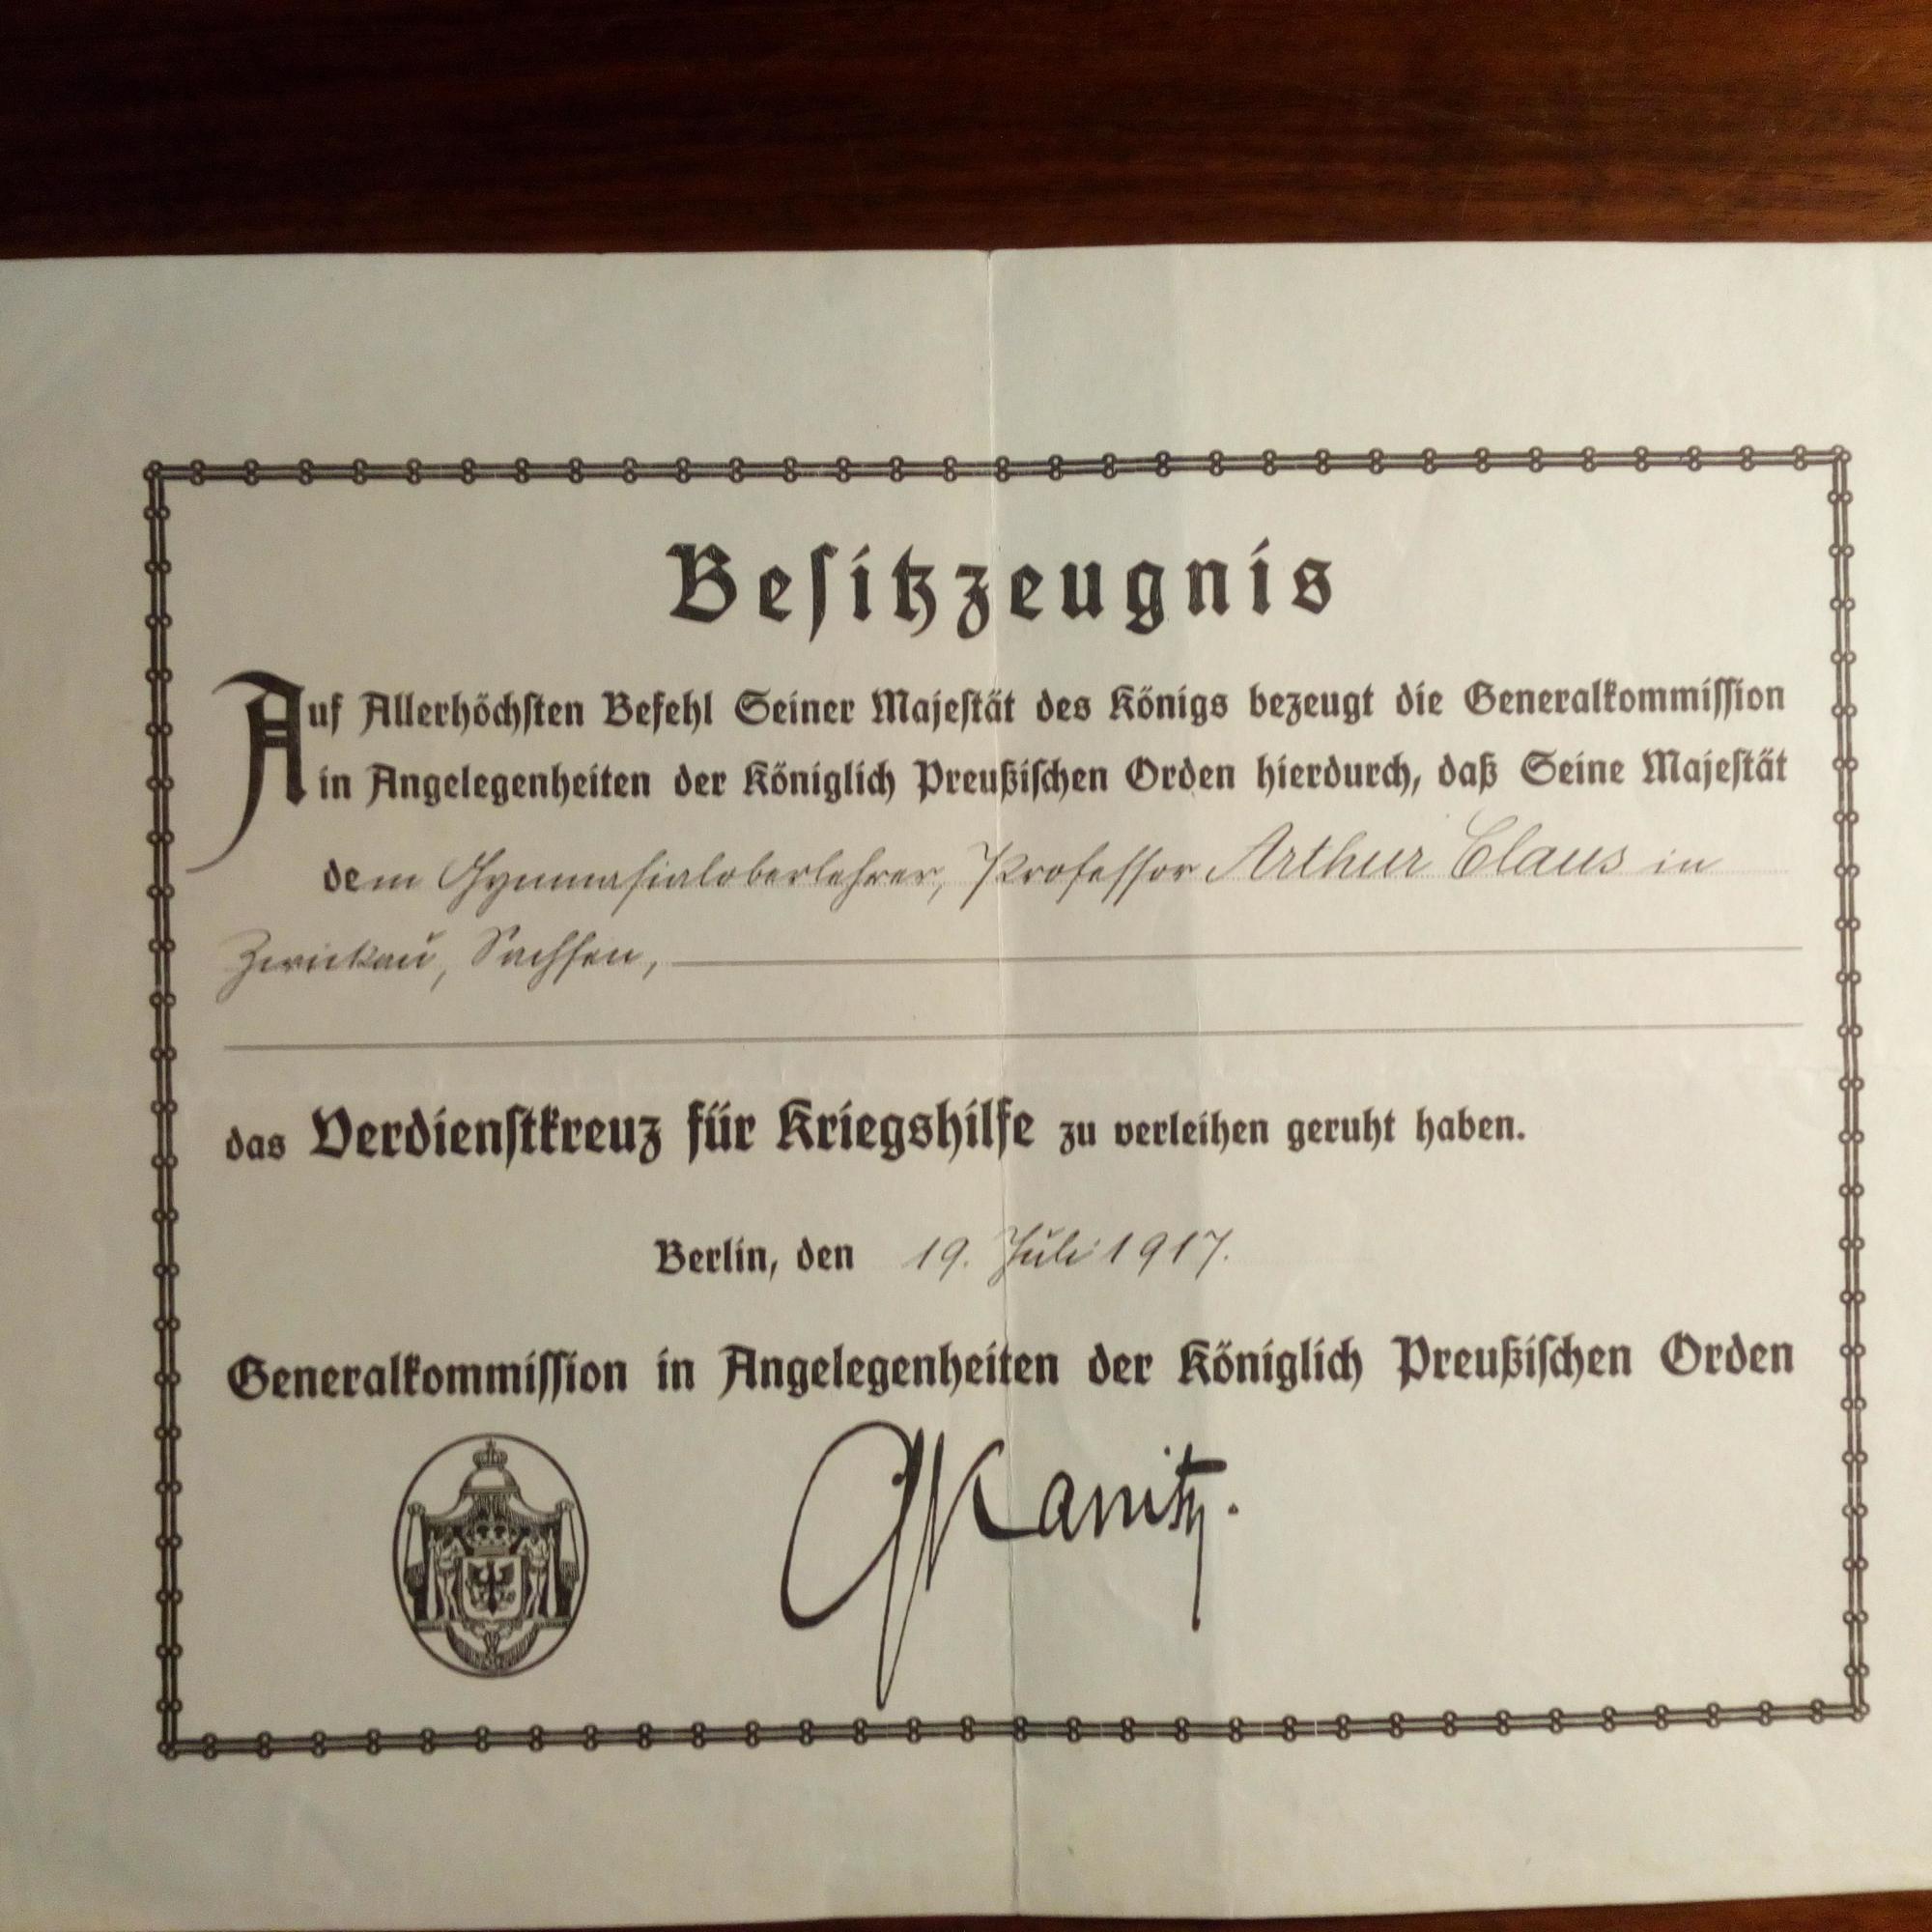 Besitzzeugnis
Auf Allerhöchsten Befehl Seiner Majestät des Königs bezeugt die Generalkommission
in Angelegenheiten der Königlich Preußischen Orden hierdurch, daß Seine Majestät
dem Gymnasialoberlehrer, Professor Arthur Claus in
Zwickau, Sachsen,
das Verdienstkreuz für Kriegshilfe zu verleihen geruht haben.
Berlin, den 19. Juli 1917.
Generalkommission in Angelegenheiten der Königlich Preußischen Orden
Kanitz.